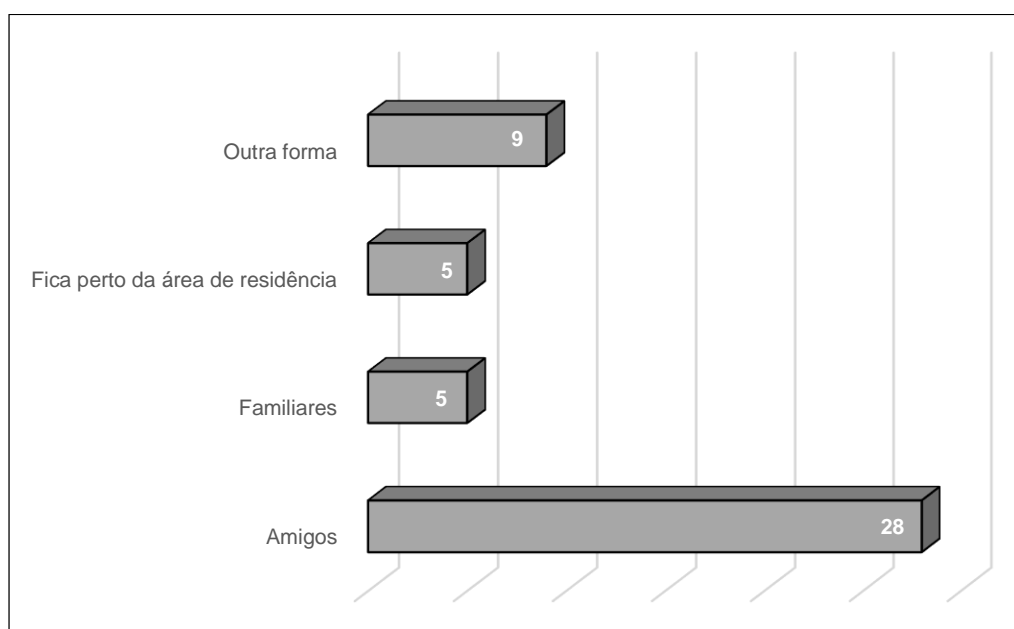 Outra forma
9
Fica perto da área de residência
5
Familiares
5
Amigos
28